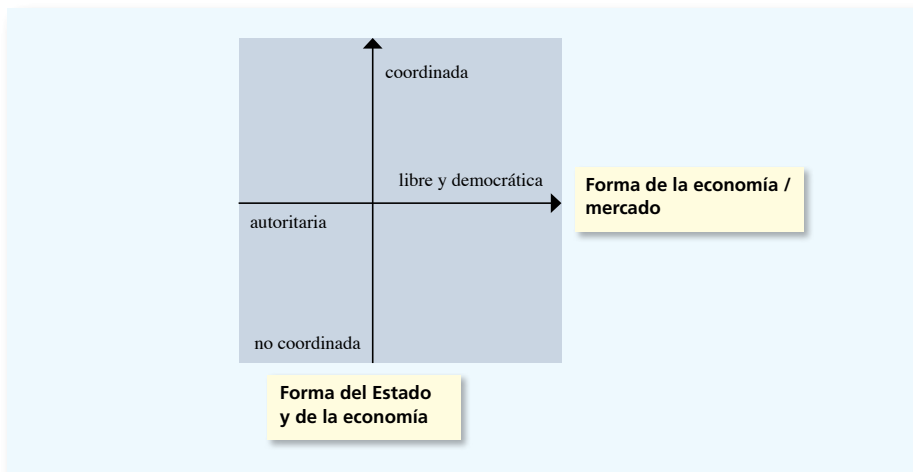 coordinada
libre y democrática
Forma de la economía /
mercado
autoritaria
no coordinada
Forma del Estado
y de la economía